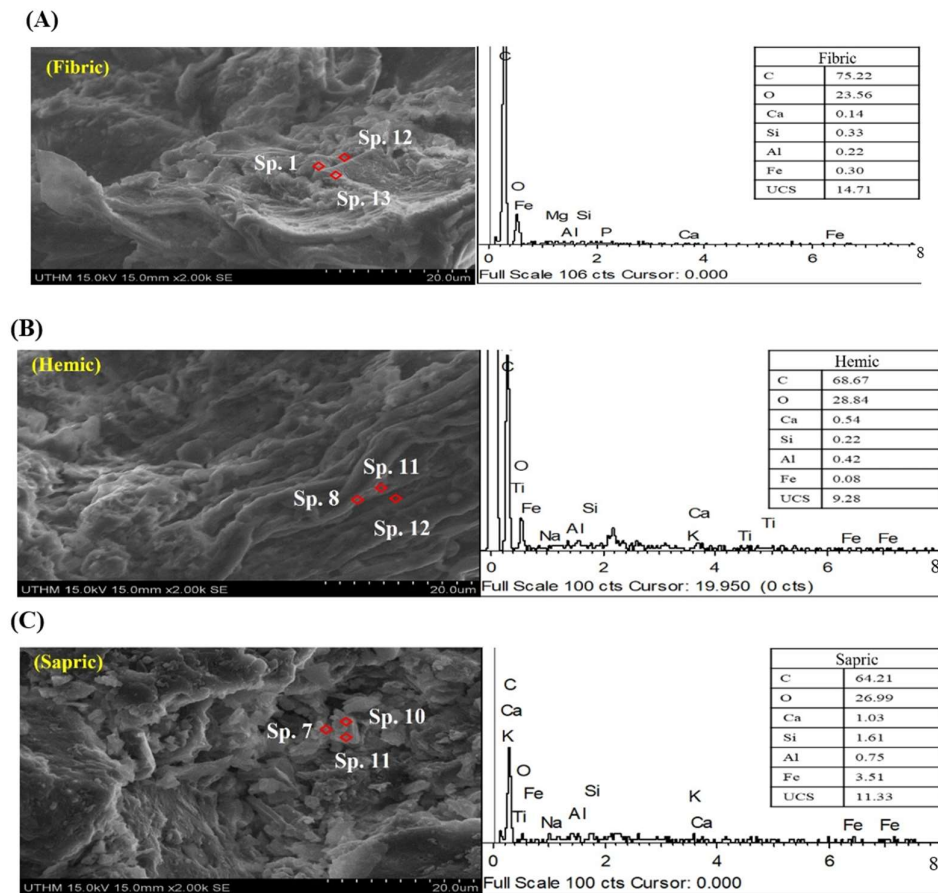 (A)
(Fibric)
Sp. 12
Sp. 1
Sp. 13
UTHM 15.0kV 15.0mm x2.00k SE
20.0um
C
O
Fe
Mg Si
Al P
Ca
Fe
0 2 4 6 8
Full Scale 106 cts Cursor: 0.000
Fibric
C 75.22
O 23.56
Ca 0.14
Si 0.33
Al 0.22
Fe 0.30
UCS 14.71
(B)
(Hemic)
Sp. 11
Sp. 8
Sp. 12
UTHM 15.0kV 15.0mm x2.00k SE
20.0um
C
O
Ti
Fe
Na Al
Si
Ca
K
Ti
Ti
Fe Fe
0 2 4 6 8
Full Scale 100 cts Cursor: 19.950 (0 cts)
Hemic
C 68.67
O 28.84
Ca 0.54
Si 0.22
Al 0.42
Fe 0.08
UCS 9.28
(C)
(Sapric)
Sp. 10
Sp. 7
Sp. 11
UTHM 15.0kV 15.0mm x2.00k SE
20.0um
C
Ca
K
O
Fe
Ti
Na Al
Si
K
Ca
Fe Fe
0 2 4 6 8
Full Scale 100 cts Cursor: 0.000
Sapric
C 64.21
O 26.99
Ca 1.03
Si 1.61
Al 0.75
Fe 3.51
UCS 11.33